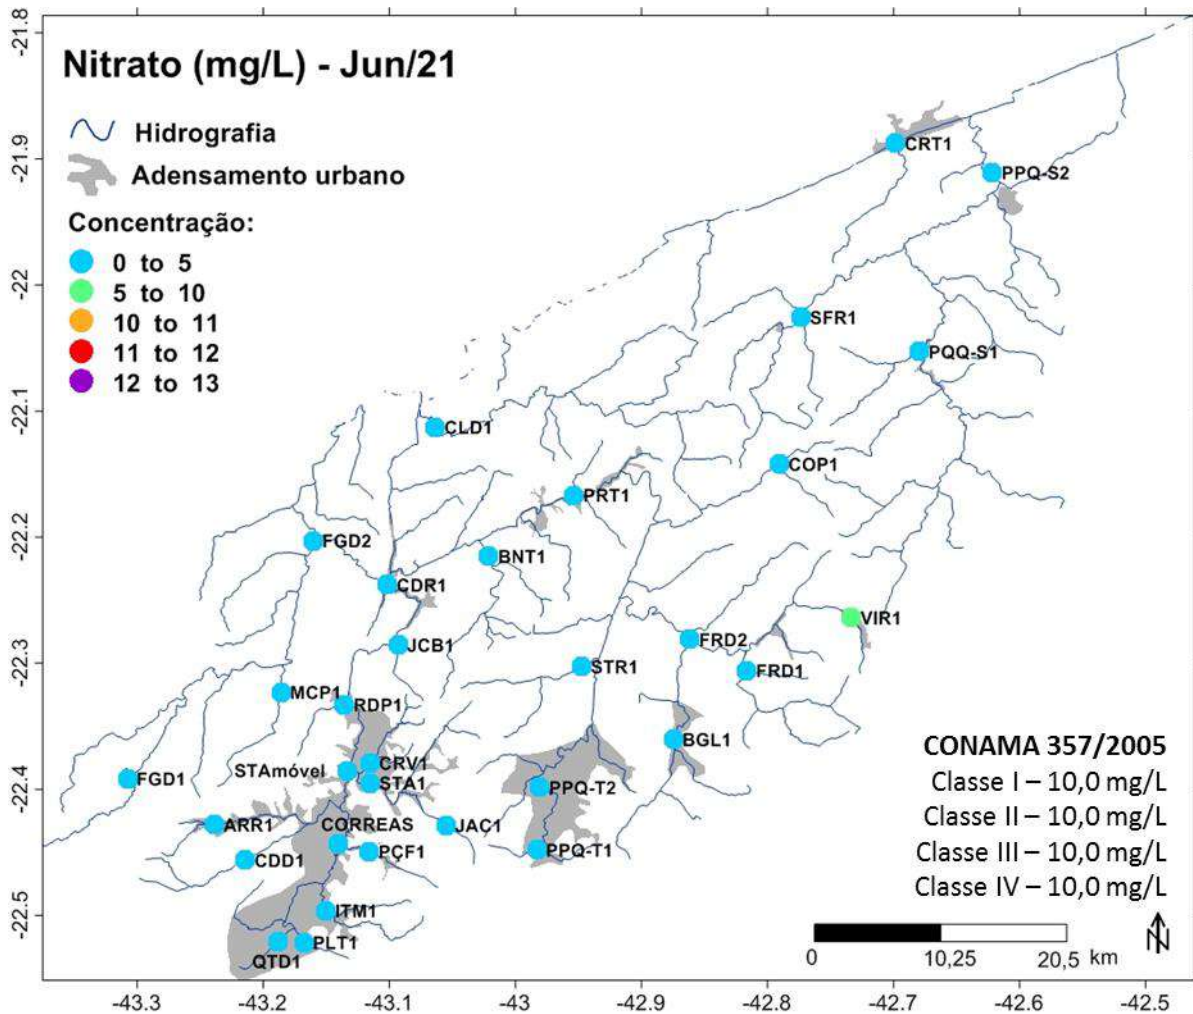 Nitrato (mg/L) - Jun/21
Hidrografia
Adensamento urbano
Concentração:
0 to 5
5 to 10
10 to 11
11 to 12
12 to 13
CRT1
PPQ-S2
SFR1
PQQ-S1
CLD1
COP1
PRT1
FGD2
BNT1
CDR1
VIR1
JCB1
FRD2
STR1
FRD1
MCP1
RDP1
BGL1
CRV1
STAmóvel
FGD1
STA1
PPQ-T2
ARR1
CORREAS
JAC1
PÇF1
PPQ-T1
CDD1
ITM1
PLT1
QTD1
CONAMA 357/2005
Classe I – 10,0 mg/L
Classe II – 10,0 mg/L
Classe III – 10,0 mg/L
Classe IV – 10,0 mg/L
0 10,25 20,5 km
N
-21.8
-21.9
-22
-22.1
-22.2
-22.3
-22.4
-22.5
-43.3 -43.2 -43.1 -43 -42.9 -42.8 -42.7 -42.6 -42.5